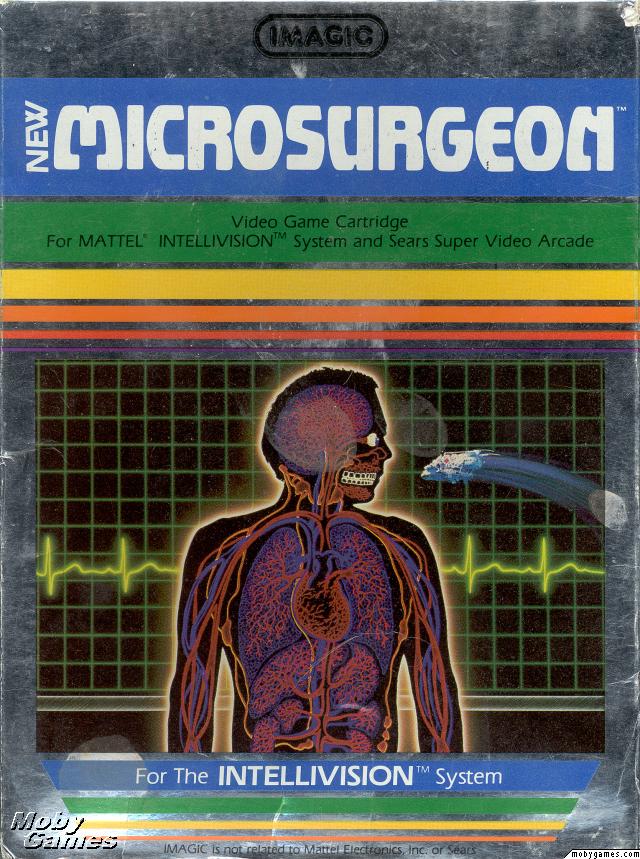 IMAGIC
NEW MICROSURGEON™
Video Game Cartridge
For MATTEL® INTELLIVISION™ System and Sears Super Video Arcade
For The INTELLIVISION™ System
IMAGIC is not related to Mattel Electronics, Inc. or Sears
Moby
Games
mobygames.com